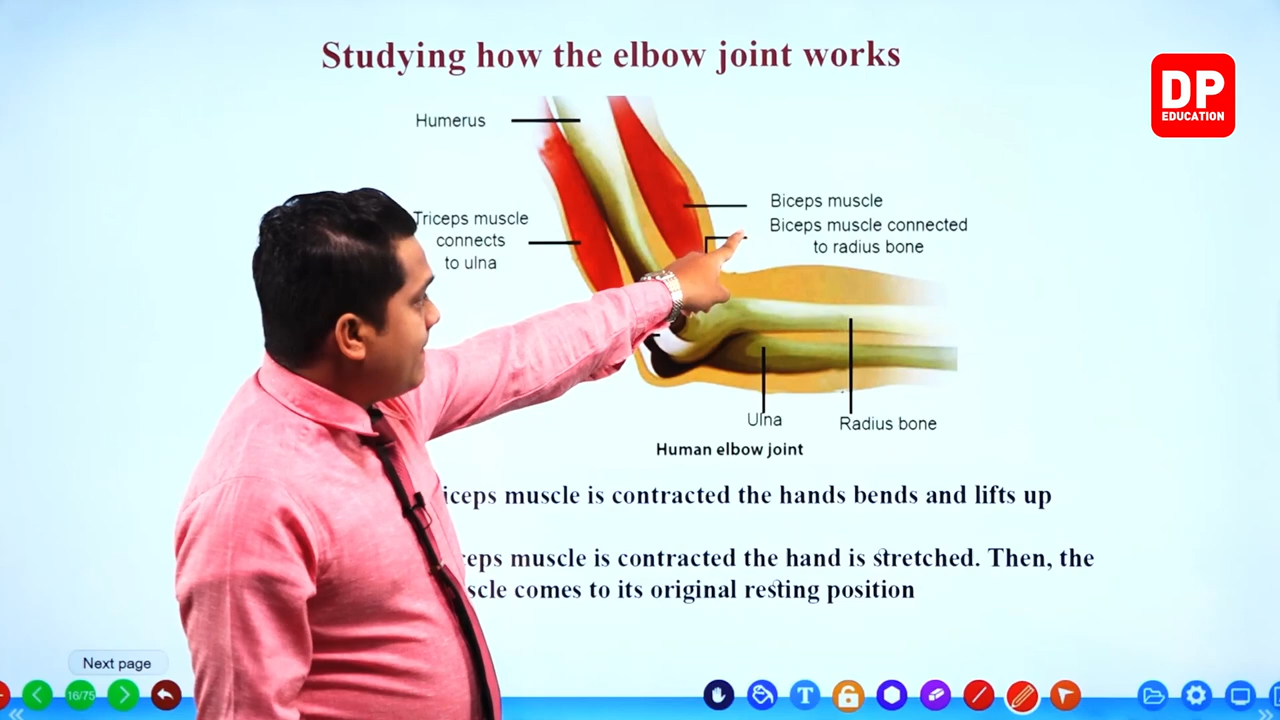 Studying how the elbow joint works
DP
EDUCATION
Humerus
Triceps muscle
connects
to ulna
Biceps muscle
Biceps muscle connected
to radius bone
Ulna
Radius bone
Human elbow joint
iceps muscle is contracted the hands bends and lifts up
ceps muscle is contracted the hand is stretched. Then, the
scle comes to its original resting position
Next page
16/75
T